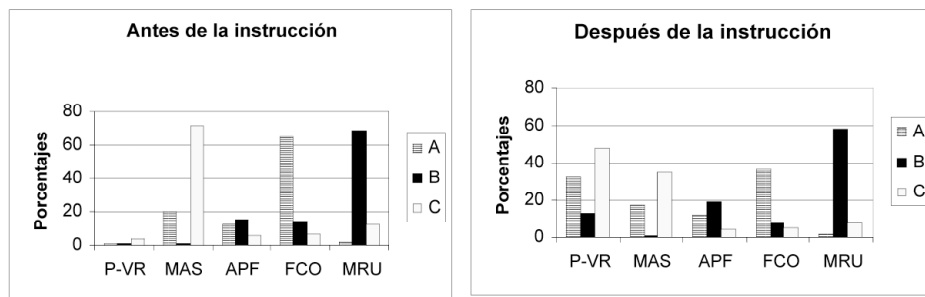 Antes de la instrucción
Porcentajes
80
60
40
20
0
P-VR MAS APF FCO MRU
A
B
C
Después de la instrucción
Porcentajes
80
60
40
20
0
P-VR MAS APF FCO MRU
A
B
C